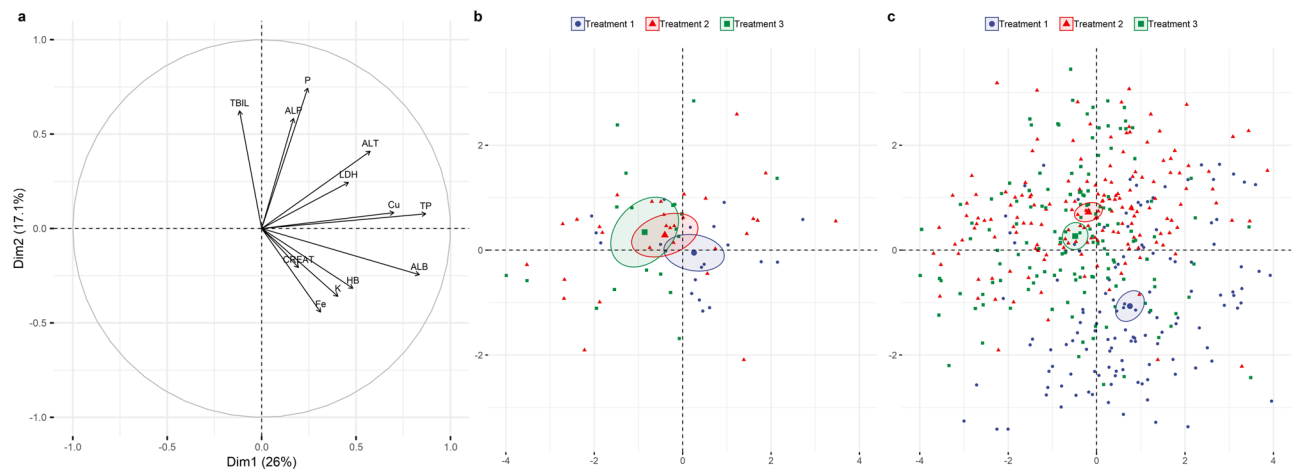 a
1.0
0.5
0.0
-0.5
-1.0
Dim2 (17.1%)
P
TBIL
ALP
ALT
LDH
Cu
TP
CREAT
ALB
HB
K
Fe
-1.0 -0.5 0.0 0.5 1.0
Dim1 (26%)
b
Treatment 1 Treatment 2 Treatment 3
2
0
-2
-4 -2 0 2 4
c
Treatment 1 Treatment 2 Treatment 3
2
0
-2
-4 -2 0 2 4